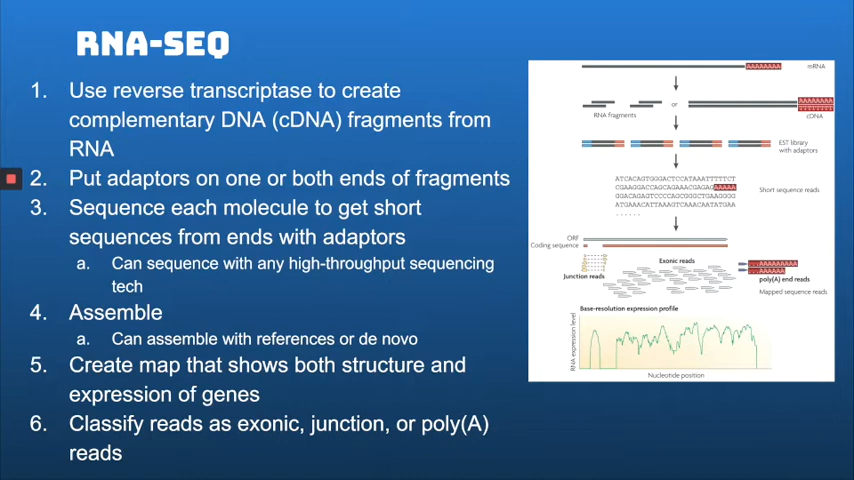 RNA-SEQ
1. Use reverse transcriptase to create
complementary DNA (cDNA) fragments from
RNA
2. Put adaptors on one or both ends of fragments
3. Sequence each molecule to get short
sequences from ends with adaptors
a. Can sequence with any high-throughput sequencing
tech
4. Assemble
a. Can assemble with references or de novo
5. Create map that shows both structure and
expression of genes
6. Classify reads as exonic, junction, or poly(A)
reads
AAAAAAAA mRNA
AAAAAAAA
RNA fragments or
TTTTTTTT
cDNA
EST library
with adaptors
ATCACAGTGGGACTCCATAAATTTTTCT
CGAAGGACCAGCAGAAACGAGAGAAAAA
Short sequence reads
GGACAGAGTCCCCAGCGGGCTGAAGGGG
ATGAAACATTAAAGTCAAACAATATGAA
......
ORF
Coding sequence
Exonic reads
AAAAAAAAA
AAAAAA
Junction reads
poly(A) end reads
Mapped sequence reads
Base-resolution expression profile
RNA expression level
Nucleotide position